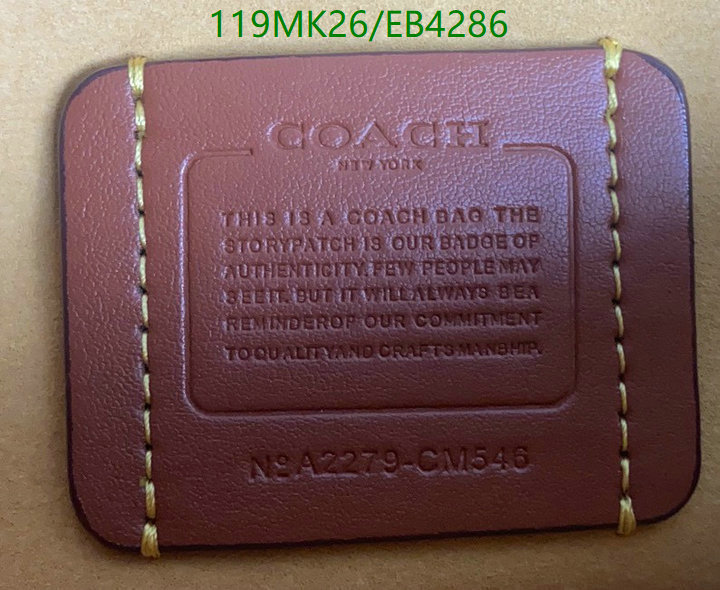 119MK26/EB4286
COACH
NEW YORK
THIS IS A COACH BAG THE
STORYPATCH IS OUR BADGE OF
AUTHENTICITY. FEW PEOPLE MAY
SEE IT. BUT IT WILL ALWAYS BE A
REMINDER OF OUR COMMITMENT
TO QUALITY AND CRAFTSMANSHIP.
Nº A2279-CM546